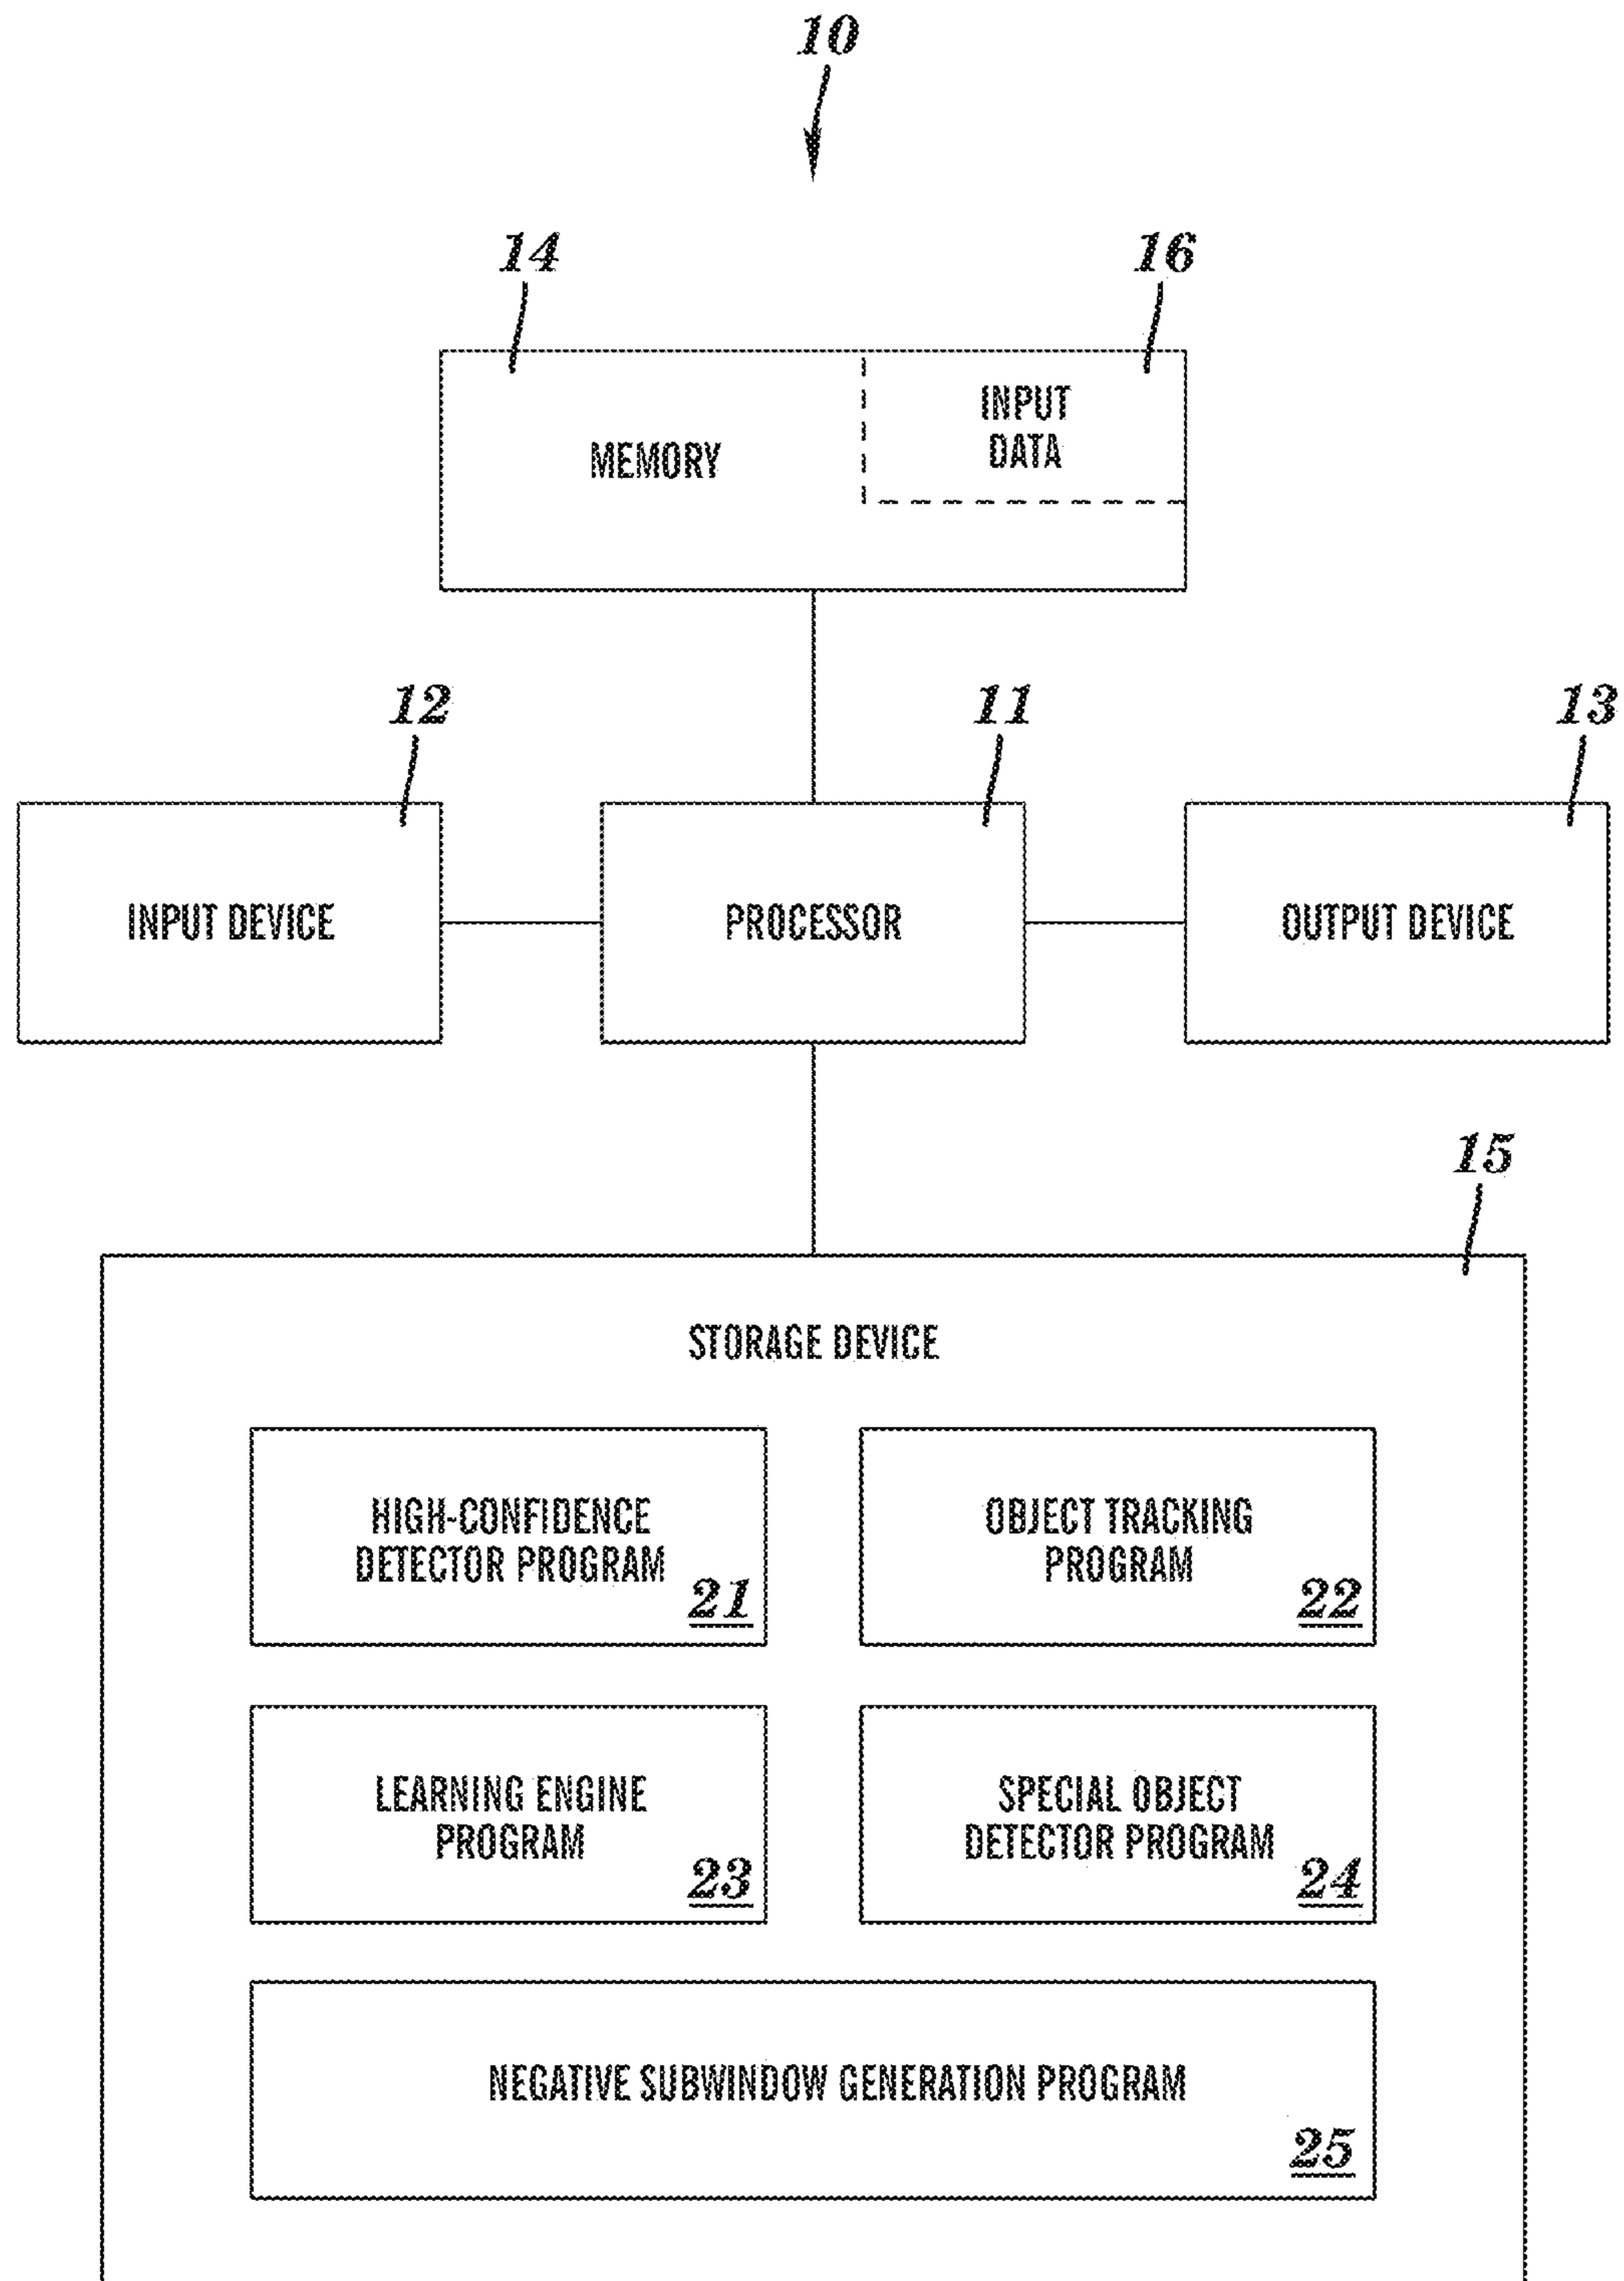 10
14
16
MEMORY
INPUT
DATA
12
11
13
INPUT DEVICE
PROCESSOR
OUTPUT DEVICE
15
STORAGE DEVICE
HIGH-CONFIDENCE
DETECTOR PROGRAM
21
OBJECT TRACKING
PROGRAM
22
LEARNING ENGINE
PROGRAM
23
SPECIAL OBJECT
DETECTOR PROGRAM
24
NEGATIVE SUBWINDOW GENERATION PROGRAM
25